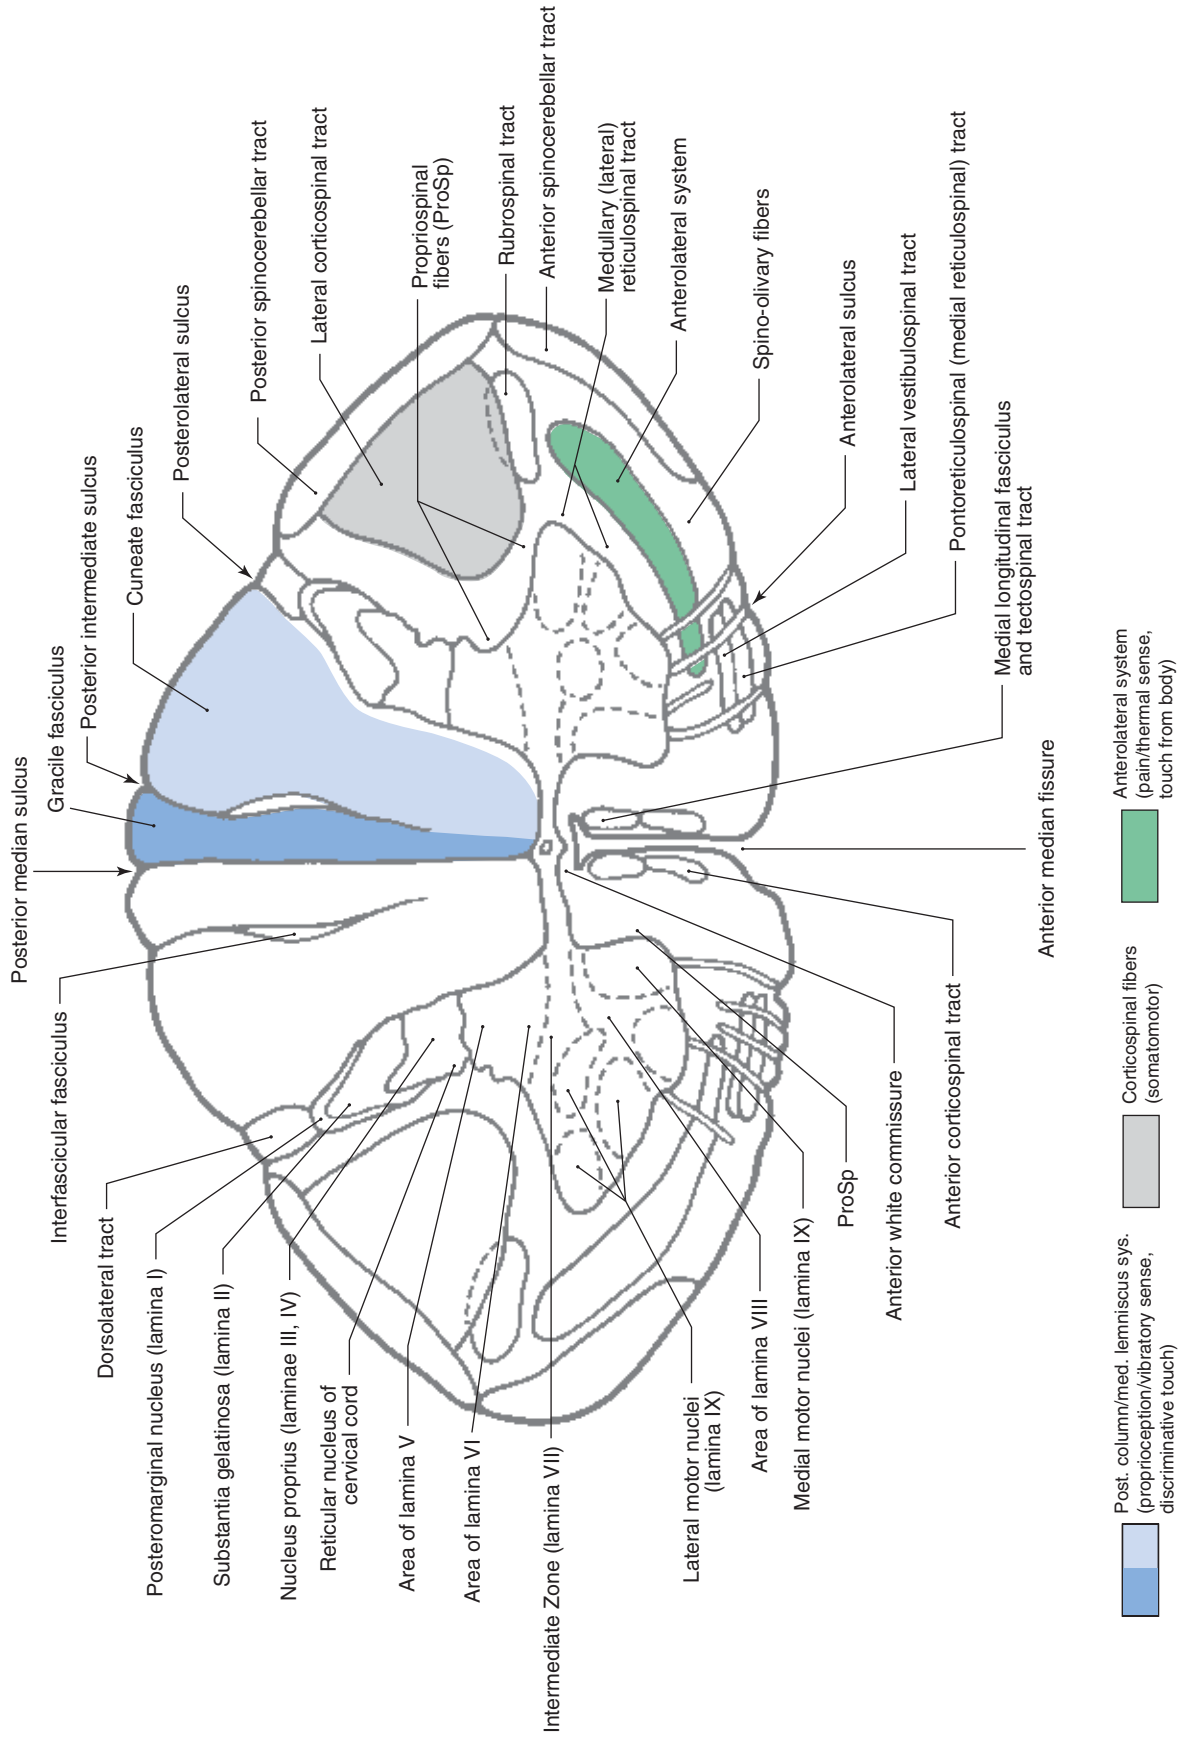 Posterior median sulcus
Gracile fasciculus
Posterior intermediate sulcus
Cuneate fasciculus
Posterolateral sulcus
Posterior spinocerebellar tract
Lateral corticospinal tract
Propriospinal
fibers (ProSp)
Rubrospinal tract
Anterior spinocerebellar tract
Medullary (lateral)
reticulospinal tract
Anterolateral system
Spino-olivary fibers
Anterolateral sulcus
Lateral vestibulospinal tract
Pontoreticulospinal (medial reticulospinal) tract
Medial longitudinal fasciculus
and tectospinal tract
Anterior median fissure
Interfascicular fasciculus
Dorsolateral tract
Posteromarginal nucleus (lamina I)
Substantia gelatinosa (lamina II)
Nucleus proprius (laminae III, IV)
Reticular nucleus of
cervical cord
Area of lamina V
Area of lamina VI
Intermediate Zone (lamina VII)
Lateral motor nuclei
(lamina IX)
Area of lamina VIII
Medial motor nuclei (lamina IX)
ProSp
Anterior white commissure
Anterior corticospinal tract
Post. column/med. lemniscus sys.
(proprioception/vibratory sense,
discriminative touch)
Corticospinal fibers
(somatomotor)
Anterolateral system
(pain/thermal sense,
touch from body)